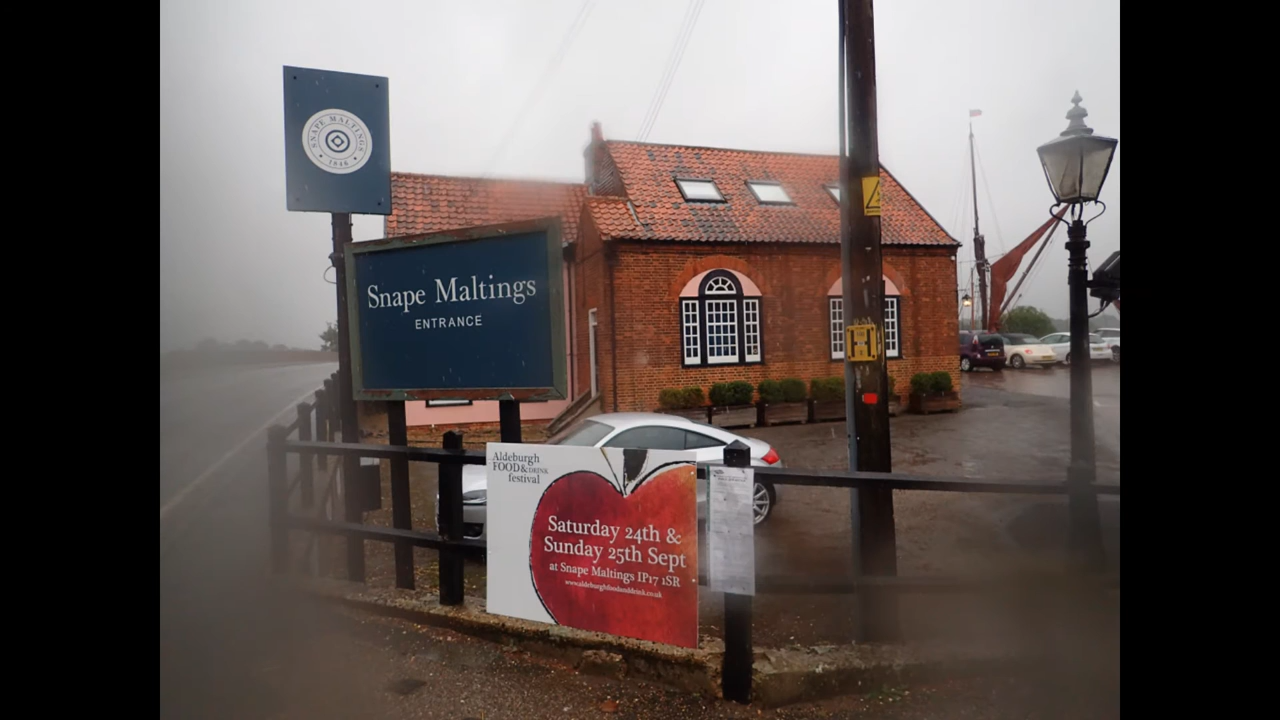 SNAPE MALTINGS
1846
Snape Maltings
ENTRANCE
Aldeburgh
FOOD & DRINK
festival
Saturday 24th &
Sunday 25th Sept
at Snape Maltings IP17 1SR
www.aldeburghfoodanddrink.co.uk